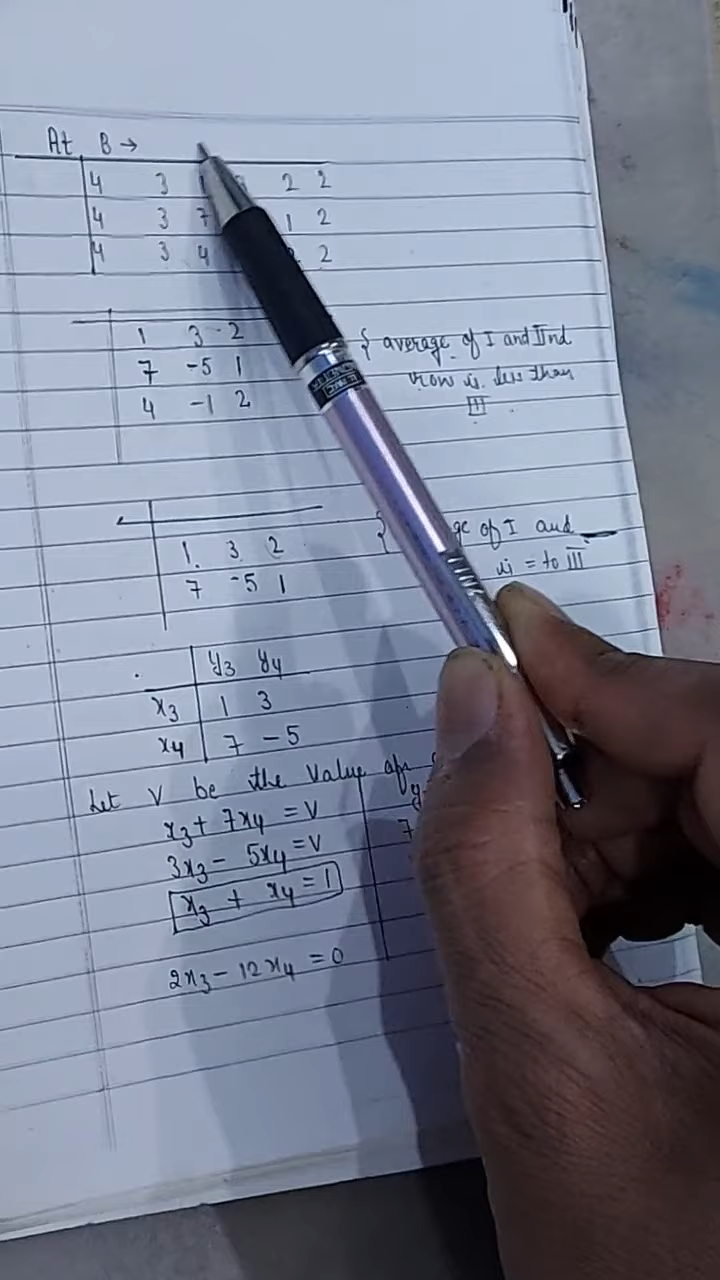 At B →
4 3 2 2
4 3 7 1 2
4 3 4 2
1 3 2
7 -5 1
4 -1 2
{ average of I and IInd
row is less than
III
1 3 2
7 -5 1
of I and
is = to III
y3 y4
x3 1 3
x4 7 -5
Let V be the Value of
x3 + 7x4 = V
3x3 - 5x4 = V
x3 + x4 = 1
2x3 - 12x4 = 0
7